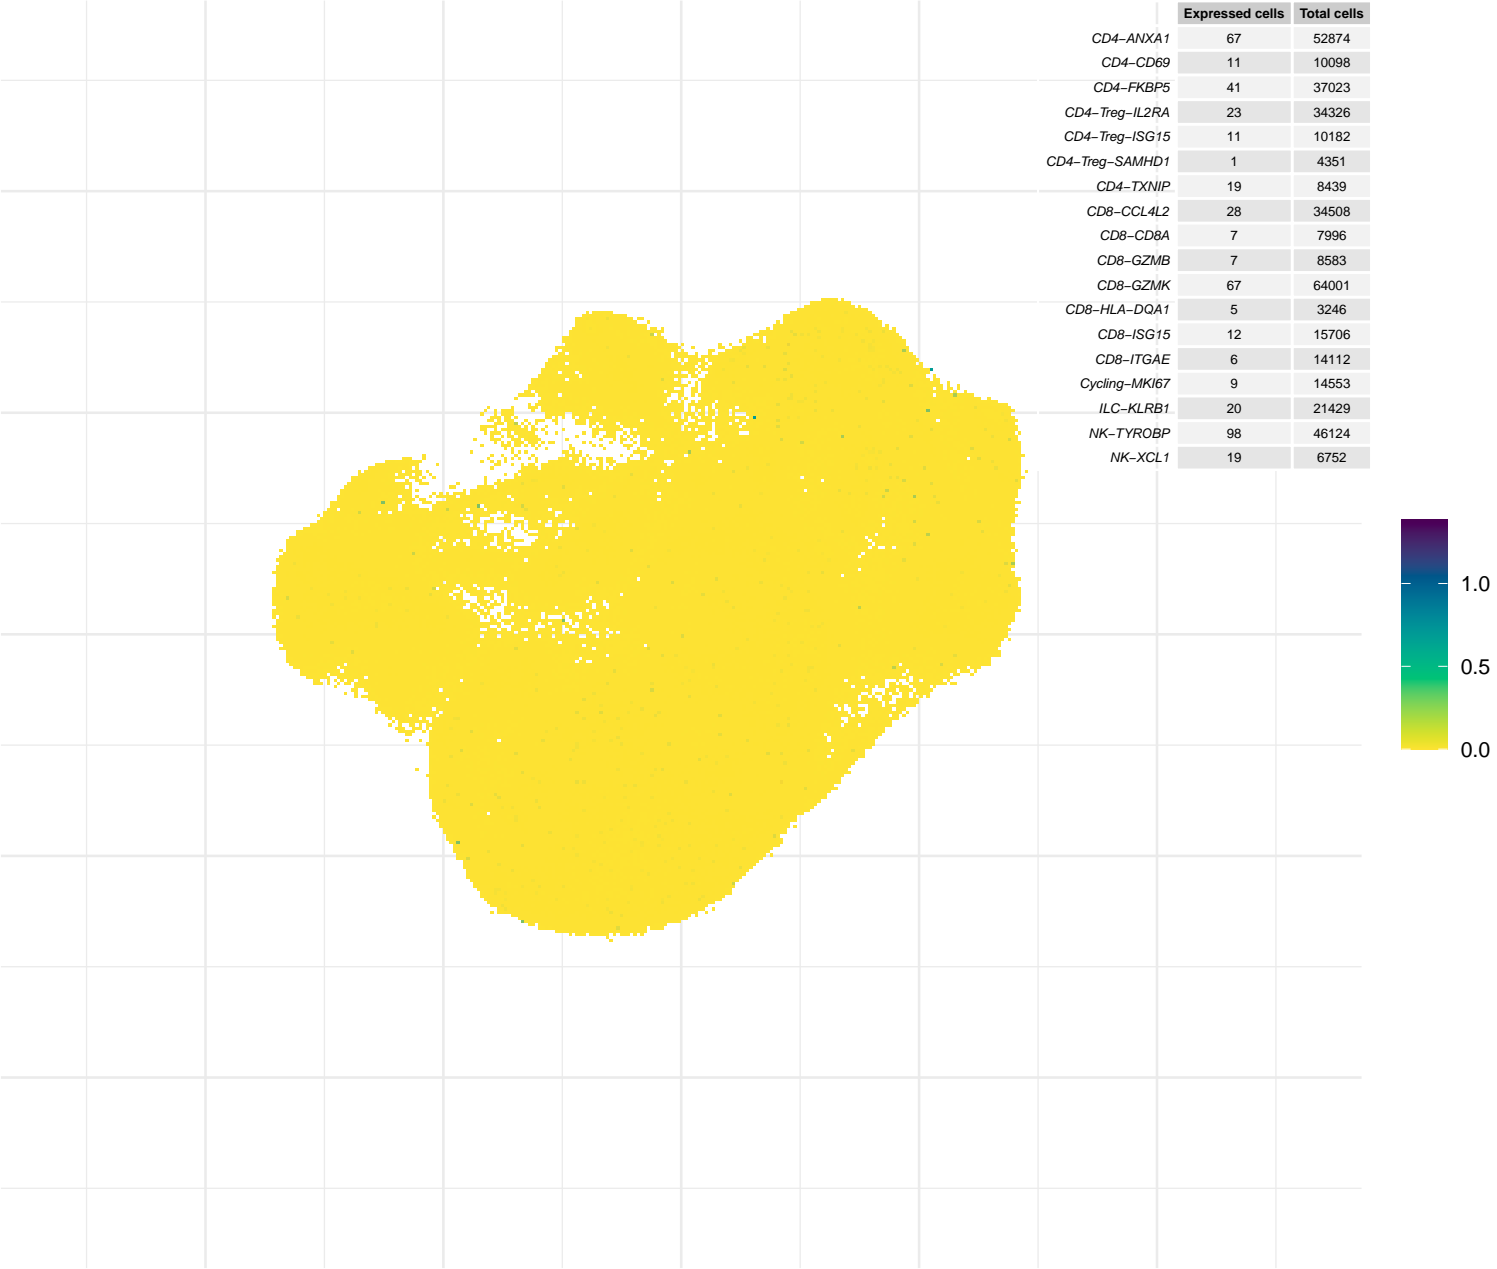 Expressed cells Total cells
CD4−ANXA1 67 52874
CD4−CD69 11 10098
CD4−FKBP5 41 37023
CD4−Treg−IL2RA 23 34326
CD4−Treg−ISG15 11 10182
CD4−Treg−SAMHD1 1 4351
CD4−TXNIP 19 8439
CD8−CCL4L2 28 34508
CD8−CD8A 7 7996
CD8−GZMB 7 8583
CD8−GZMK 67 64001
CD8−HLA−DQA1 5 3246
CD8−ISG15 12 15706
CD8−ITGAE 6 14112
Cycling−MKI67 9 14553
ILC−KLRB1 20 21429
NK−TYROBP 98 46124
NK−XCL1 19 6752
1.0
0.5
0.0